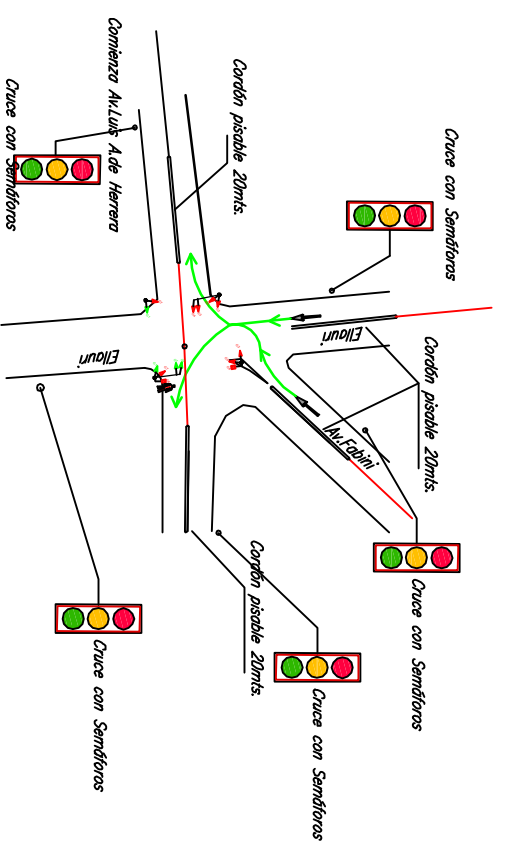 Cruce con Semáforos
Cordón pisable 20mts.
Comienza Av.Luis A.de Herrera
Cruce con Semáforos
Ellauri
Cordón pisable 20mts.
Av.Fabini
Ellauri
Cruce con Semáforos
Cordón pisable 20mts.
Cruce con Semáforos
Cruce con Semáforos